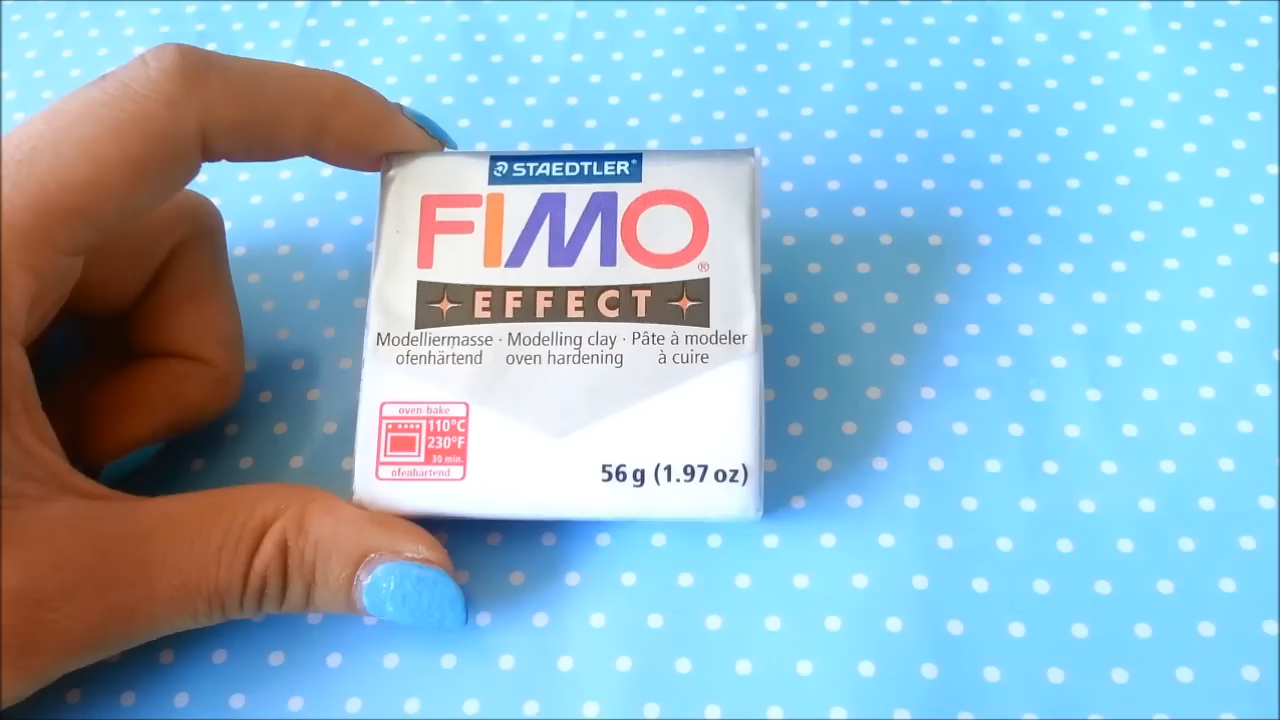 STAEDTLER®
FIMO®
EFFECT
Modelliermasse · Modelling clay · Pâte à modeler
ofenhärtend oven hardening à cuire
oven-bake
110°C
230°F
30 min.
ofenhärtend
56 g (1.97 oz)